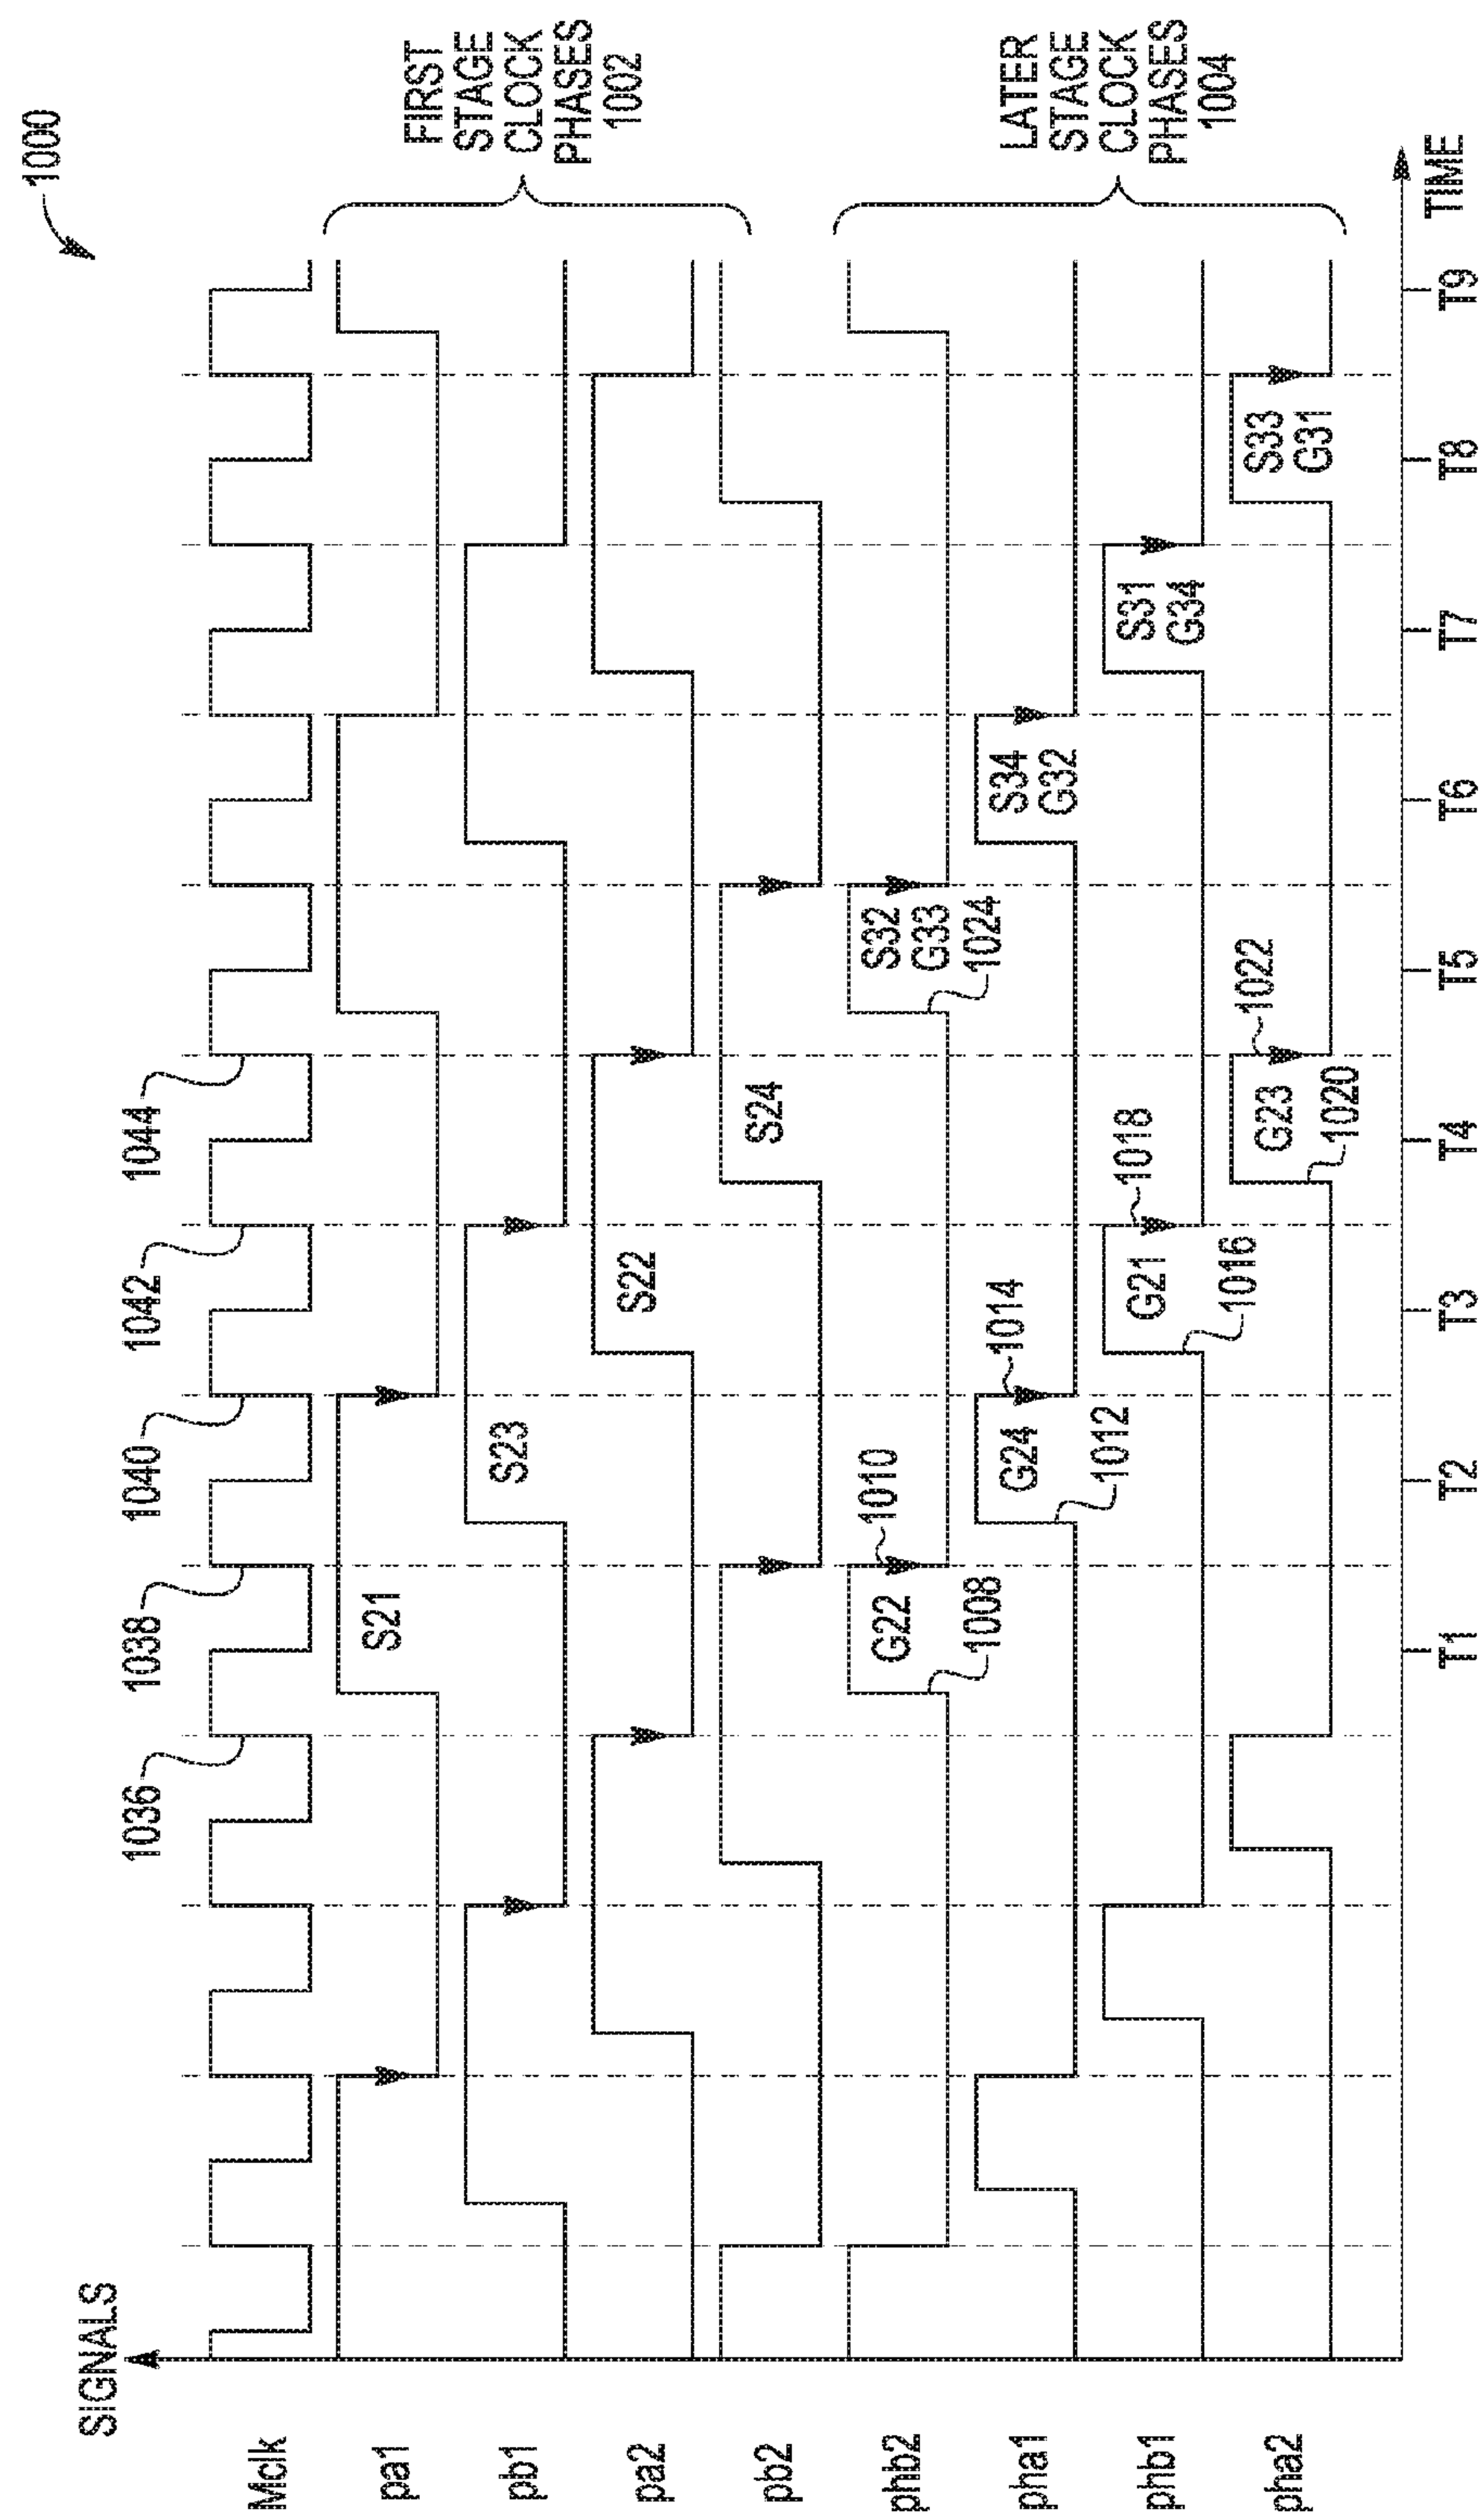 1000
SIGNALS
1036
1038
1040
1042
1044
Mclk
pa1
S21
pb1
S23
pa2
S22
pb2
S24
FIRST
STAGE
CLOCK
PHASES
1002
phb2
G22
1008
1010
S32
G33
1024
pha1
G24
1012
1014
S34
G32
phb1
G21
1016
1018
S31
G34
pha2
G23
1020
1022
S33
G31
LATER
STAGE
CLOCK
PHASES
1004
T1 T2 T3 T4 T5 T6 T7 T8 T9
TIME